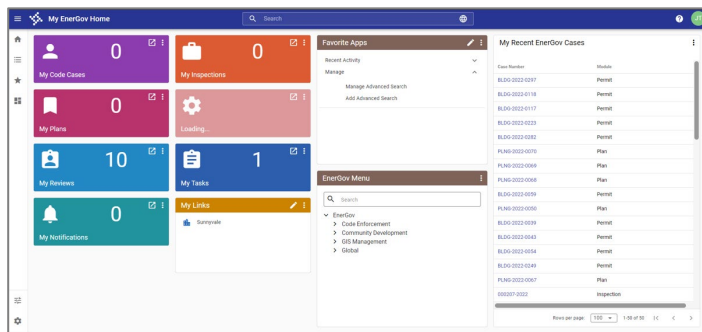 My EnerGov Home
Search
JT
0
My Code Cases
0
My Inspections
0
My Plans
Loading...
10
My Reviews
1
My Tasks
0
My Notifications
My Links
Sunnyvale
Favorite Apps
Recent Activity
Manage
Manage Advanced Search
Add Advanced Search
EnerGov Menu
Search
EnerGov
Code Enforcement
Community Development
GIS Management
Global
My Recent EnerGov Cases
Case Number Module
BLDG-2022-0297 Permit
BLDG-2022-0118 Permit
BLDG-2022-0117 Permit
BLDG-2022-0223 Permit
BLDG-2022-0282 Permit
PLNG-2022-0070 Plan
PLNG-2022-0069 Plan
PLNG-2022-0068 Plan
BLDG-2022-0059 Permit
PLNG-2022-0050 Plan
BLDG-2022-0039 Permit
BLDG-2022-0043 Permit
BLDG-2022-0054 Permit
BLDG-2022-0249 Permit
PLNG-2022-0067 Plan
000207-2022 Inspection
Rows per page: 100 1-30 of 30